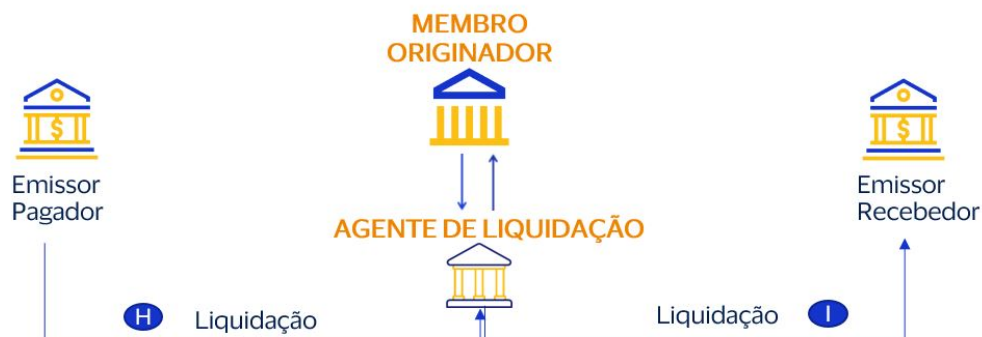 MEMBRO
ORIGINADOR
$
$
Emissor
Pagador
Emissor
Recebedor
AGENTE DE LIQUIDAÇÃO
H
Liquidação
Liquidação
I